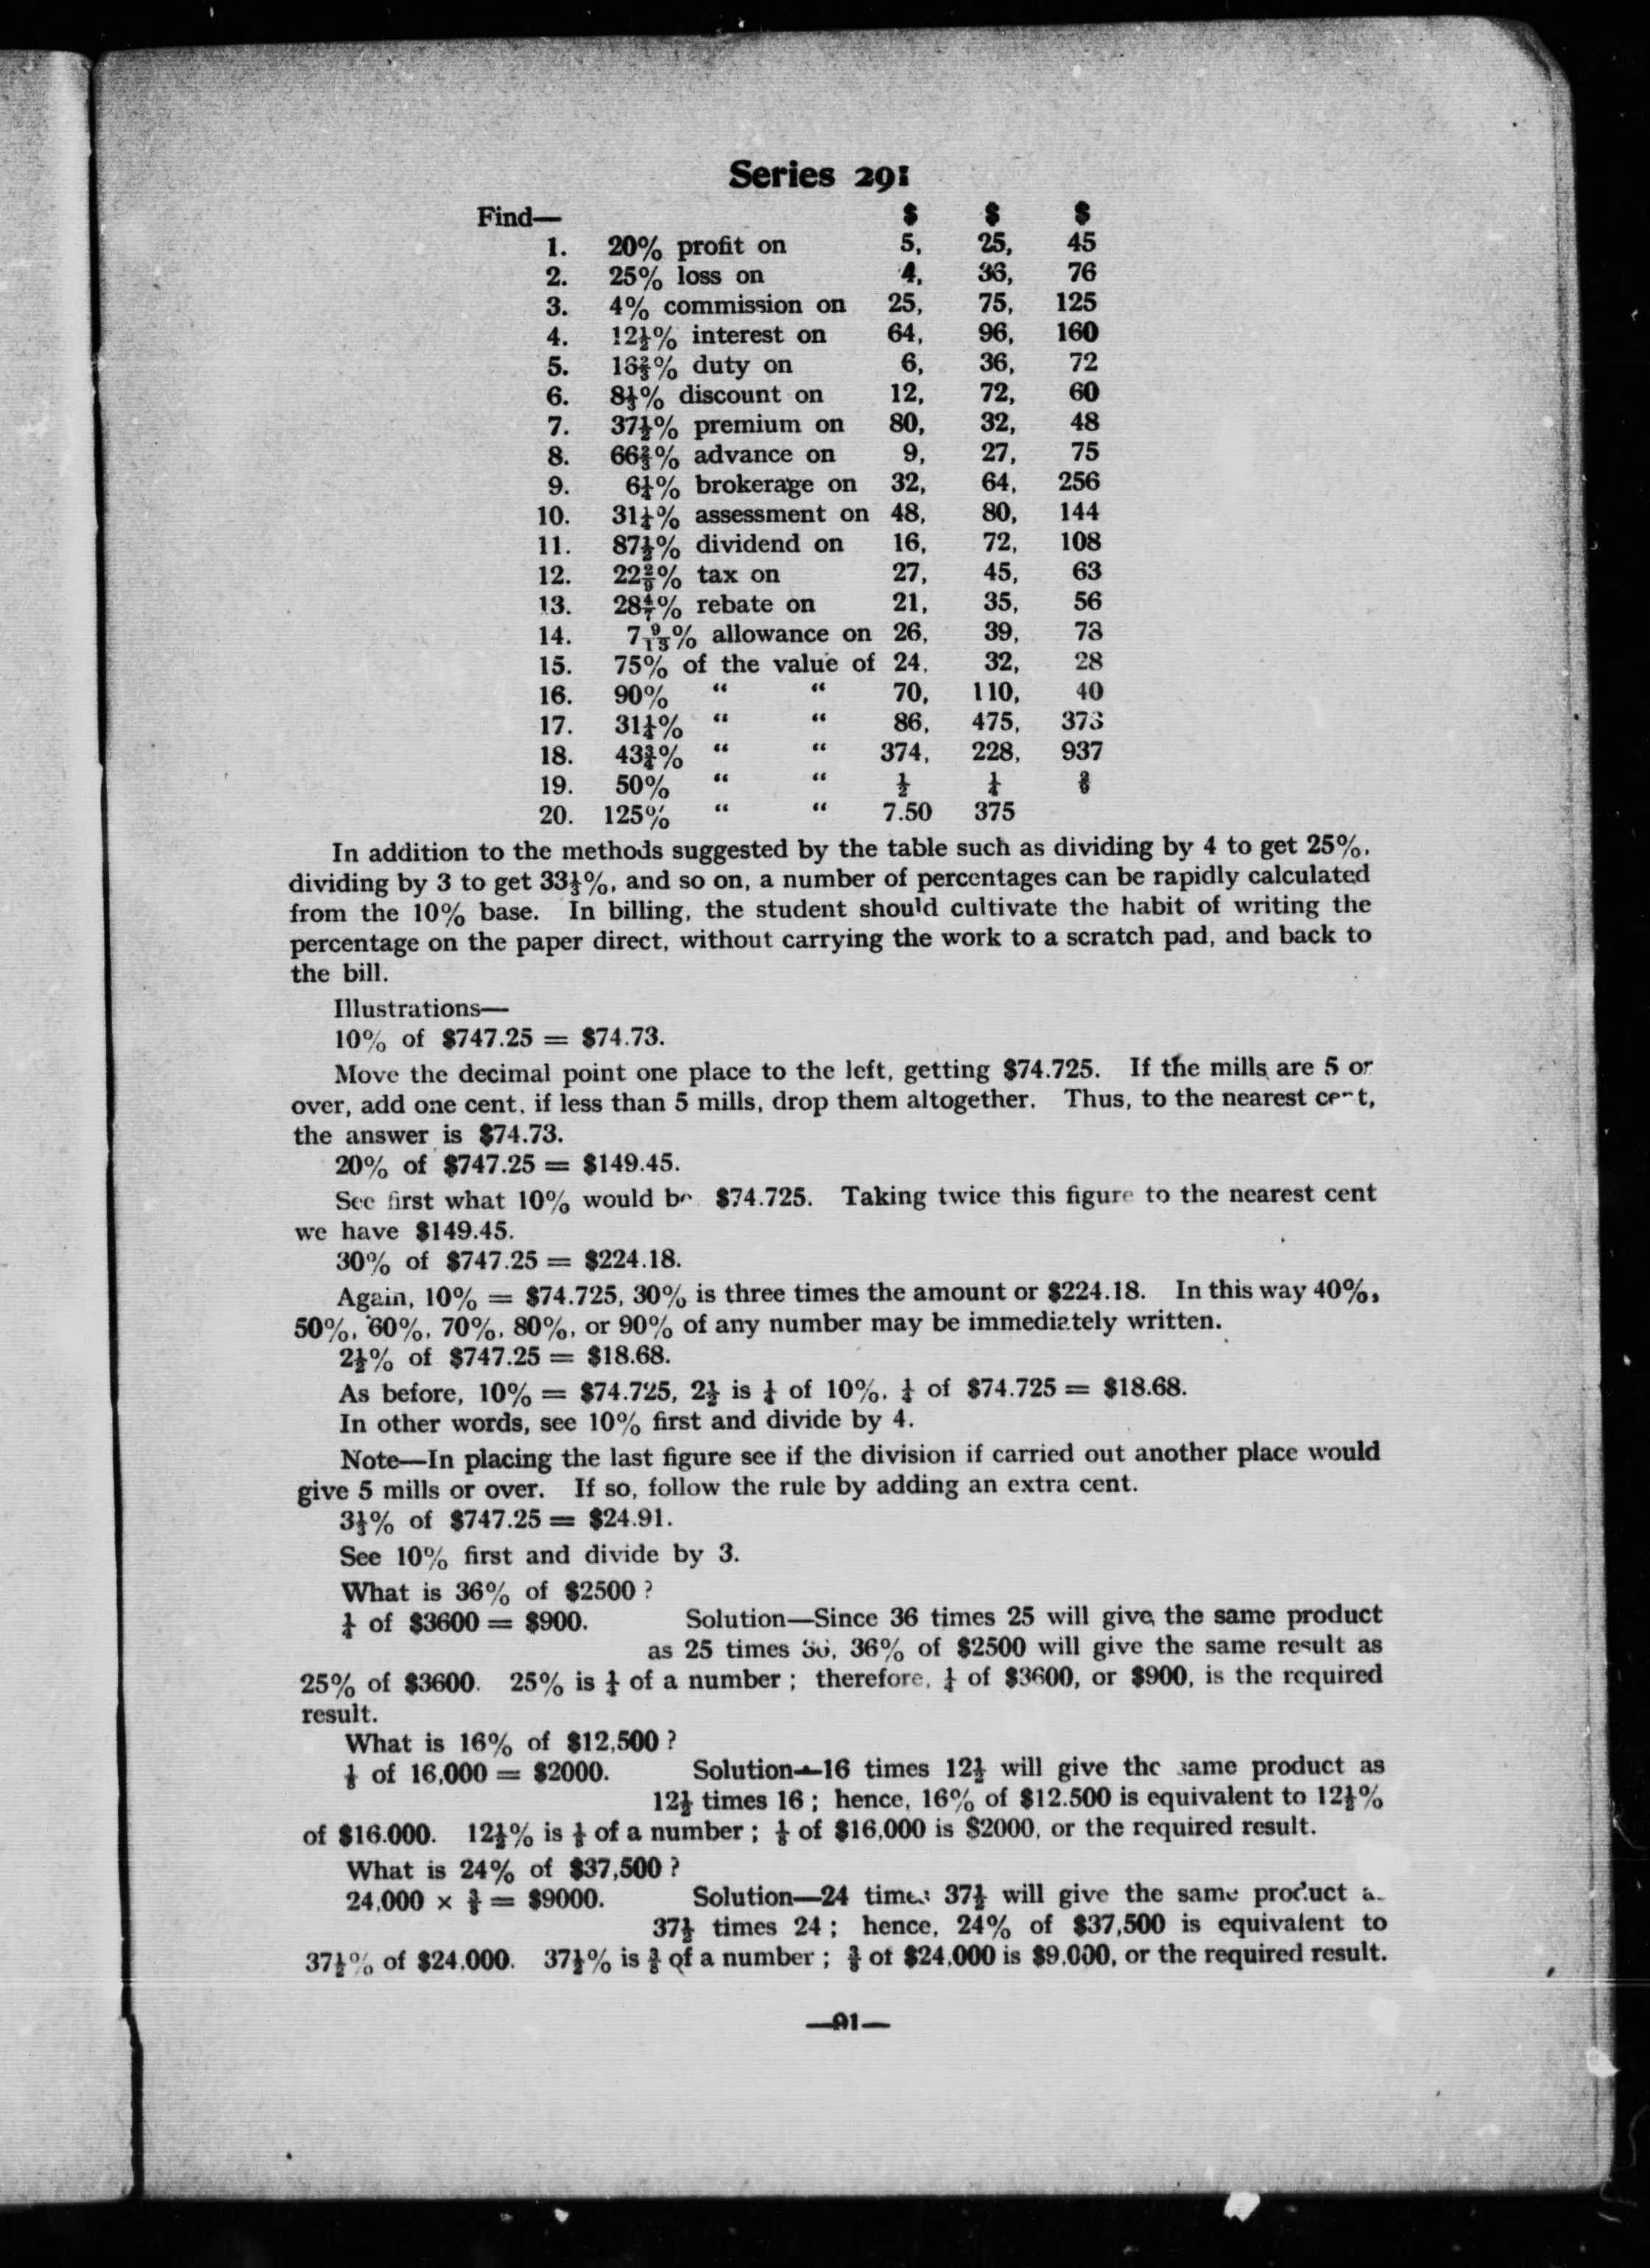 Series 291
Find— $ $ $
1. 20% profit on 5, 25, 45
2. 25% loss on 4, 36, 76
3. 4% commission on 25, 75, 125
4. 12½% interest on 64, 96, 160
5. 16⅔% duty on 6, 36, 72
6. 8⅓% discount on 12, 72, 60
7. 37½% premium on 80, 32, 48
8. 66⅔% advance on 9, 27, 75
9. 6¼% brokerage on 32, 64, 256
10. 31¼% assessment on 48, 80, 144
11. 87½% dividend on 16, 72, 108
12. 22 2/9% tax on 27, 45, 63
13. 28 4/7% rebate on 21, 35, 56
14. 7 9/13% allowance on 26, 39, 78
15. 75% of the value of 24, 32, 28
16. 90% “ “ 70, 110, 40
17. 31¼% “ “ 86, 475, 373
18. 43¾% “ “ 374, 228, 937
19. 50% “ “ ½ ¼
20. 125% “ “ 7.50 375
In addition to the methods suggested by the table such as dividing by 4 to get 25%,
dividing by 3 to get 33⅓%, and so on, a number of percentages can be rapidly calculated
from the 10% base. In billing, the student should cultivate the habit of writing the
percentage on the paper direct, without carrying the work to a scratch pad, and back to
the bill.
Illustrations—
10% of $747.25 = $74.73.
Move the decimal point one place to the left, getting $74.725. If the mills are 5 or
over, add one cent, if less than 5 mills, drop them altogether. Thus, to the nearest cent,
the answer is $74.73.
20% of $747.25 = $149.45.
See first what 10% would be $74.725. Taking twice this figure to the nearest cent
we have $149.45.
30% of $747.25 = $224.18.
Again, 10% = $74.725, 30% is three times the amount or $224.18. In this way 40%,
50%, 60%, 70%, 80%, or 90% of any number may be immediately written.
2½% of $747.25 = $18.68.
As before, 10% = $74.725, 2½ is ¼ of 10%, ¼ of $74.725 = $18.68.
In other words, see 10% first and divide by 4.
Note—In placing the last figure see if the division if carried out another place would
give 5 mills or over. If so, follow the rule by adding an extra cent.
3⅓% of $747.25 = $24.91.
See 10% first and divide by 3.
What is 36% of $2500?
¼ of $3600 = $900. Solution—Since 36 times 25 will give the same product
as 25 times 36, 36% of $2500 will give the same result as
25% of $3600. 25% is ¼ of a number; therefore, ¼ of $3600, or $900, is the required
result.
What is 16% of $12,500?
⅛ of 16,000 = $2000. Solution—16 times 12½ will give the same product as
12½ times 16; hence, 16% of $12.500 is equivalent to 12½%
of $16.000. 12½% is ⅛ of a number; ⅛ of $16,000 is $2000, or the required result.
What is 24% of $37,500?
24,000 × ⅜ = $9000. Solution—24 times 37½ will give the same product as
37½ times 24; hence, 24% of $37,500 is equivalent to
37½% of $24,000. 37½% is ⅜ of a number; ⅜ of $24,000 is $9,000, or the required result.
—91—